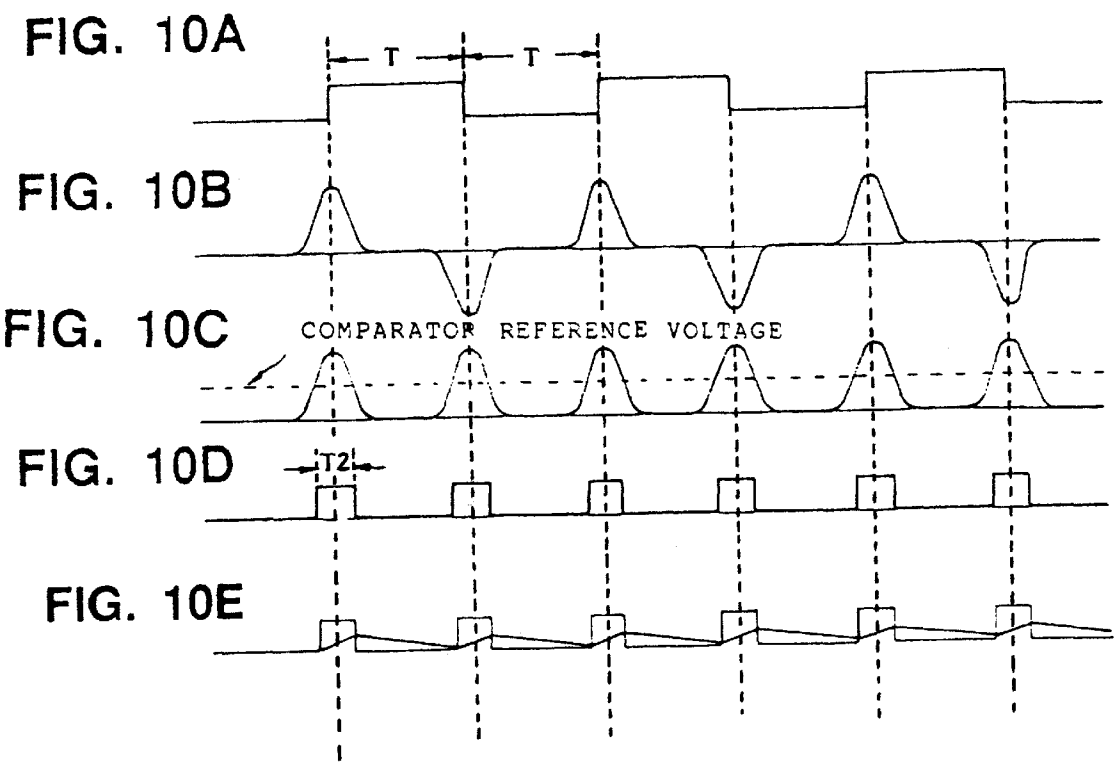 FIG. 10A
T T
FIG. 10B
FIG. 10C
COMPARATOR REFERENCE VOLTAGE
FIG. 10D
T2
FIG. 10E